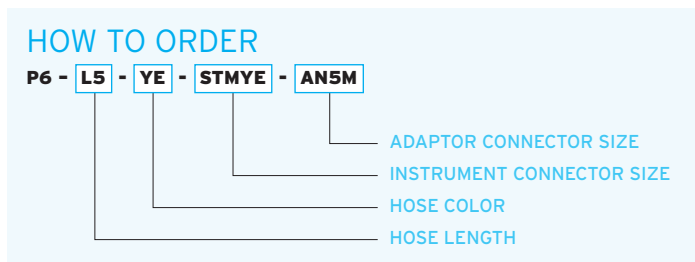 HOW TO ORDER
P6 - L5 - YE - STMYE - AN5M
ADAPTOR CONNECTOR SIZE
INSTRUMENT CONNECTOR SIZE
HOSE COLOR
HOSE LENGTH